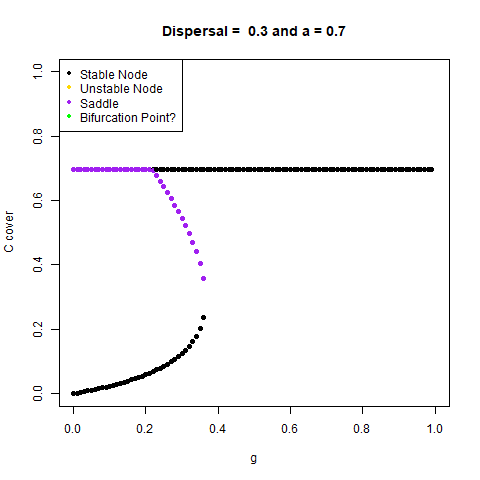 Dispersal =  0.3 and a = 0.7
Stable Node
Unstable Node
Saddle
Bifurcation Point?
C cover
1.0
0.8
0.6
0.4
0.2
0.0
0.0 0.2 0.4 0.6 0.8 1.0
g